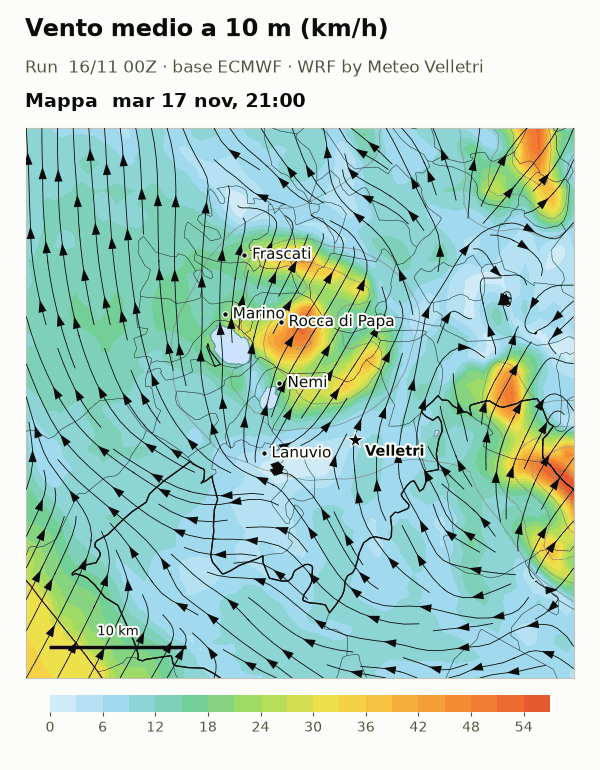 Vento medio a 10 m (km/h)
Run  16/11 00Z · base ECMWF · WRF by Meteo Velletri
Mappa  mar 17 nov, 21:00
Frascati
Marino
Rocca di Papa
Nemi
Lanuvio
Velletri
10 km
0 6 12 18 24 30 36 42 48 54